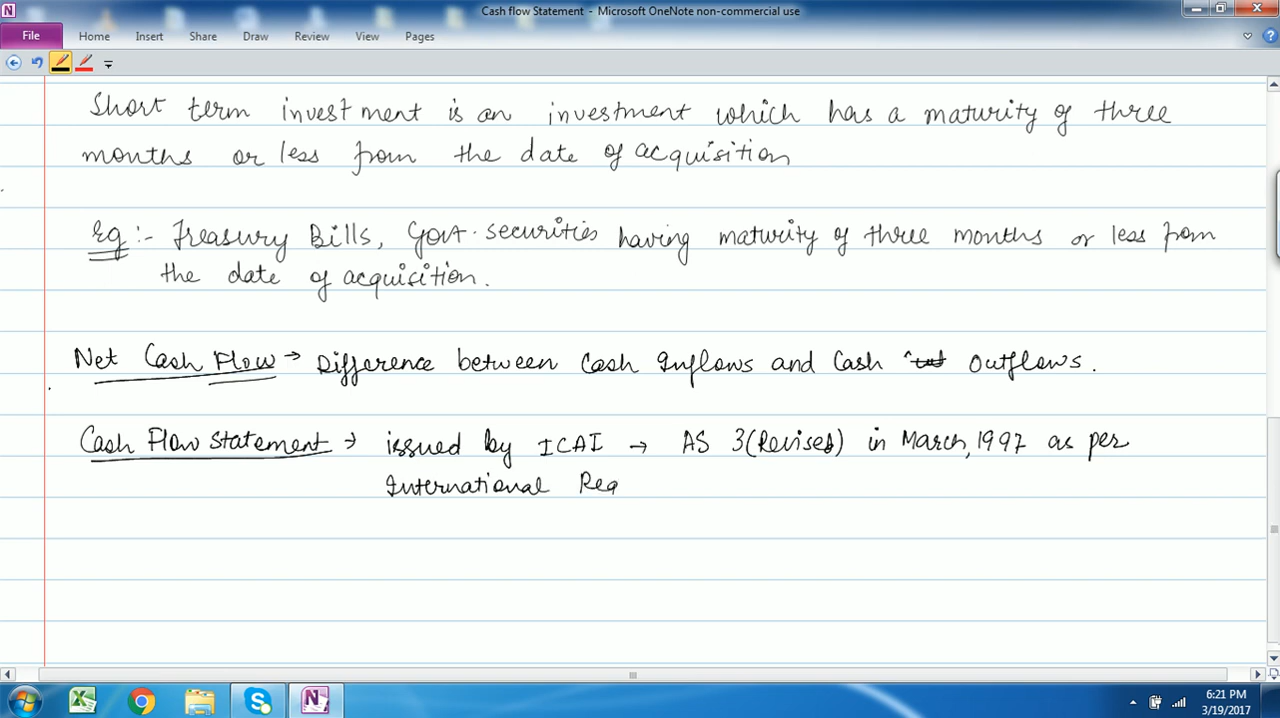 Cash flow Statement - Microsoft OneNote non-commercial use
File Home Insert Share Draw Review View Pages
Short term investment is an investment which has a maturity of three
months or less from the date of acquisition
Eg :- Treasury Bills, Govt. securities having maturity of three months or less from
the date of acquisition.
Net Cash Flow → Difference between Cash Inflows and Cash Outflows.
Cash Flow Statement → issued by ICAI → AS 3 (Revised) in March, 1997 as per
International Req
6:21 PM
3/19/2017